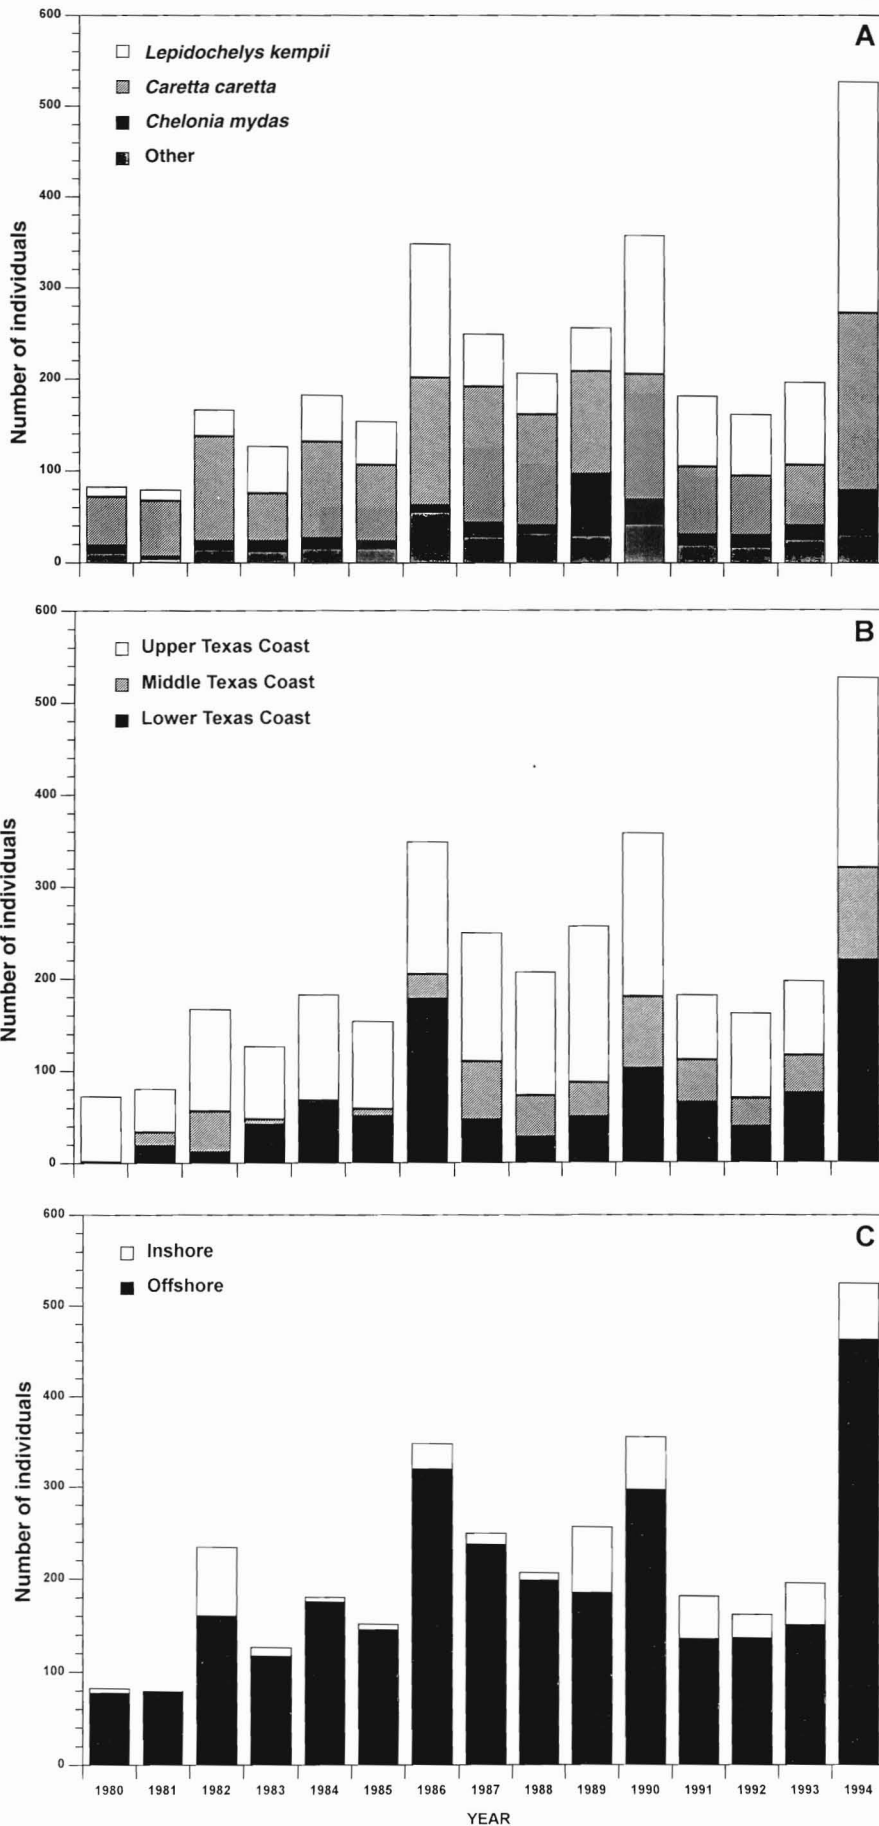 A
600
500
400
300
200
100
0
Number of individuals
Lepidochelys kempii
Caretta caretta
Chelonia mydas
Other
B
600
500
400
300
200
100
0
Number of individuals
Upper Texas Coast
Middle Texas Coast
Lower Texas Coast
C
600
500
400
300
200
100
0
Number of individuals
Inshore
Offshore
1980 1981 1982 1983 1984 1985 1986 1987 1988 1989 1990 1991 1992 1993 1994
YEAR